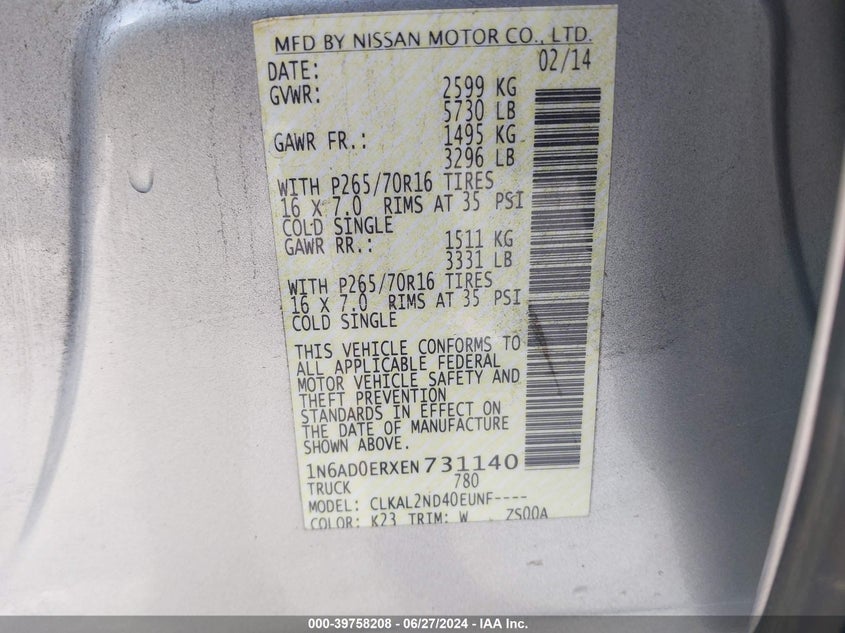 MFD BY NISSAN MOTOR CO., LTD.
DATE: 02/14
GVWR: 2599 KG
5730 LB
GAWR FR.: 1495 KG
3296 LB
WITH P265/70R16 TIRES
16 X 7.0 RIMS AT 35 PSI
COLD SINGLE
GAWR RR.: 1511 KG
3331 LB
WITH P265/70R16 TIRES
16 X 7.0 RIMS AT 35 PSI
COLD SINGLE
THIS VEHICLE CONFORMS TO
ALL APPLICABLE FEDERAL
MOTOR VEHICLE SAFETY AND
THEFT PREVENTION
STANDARDS IN EFFECT ON
THE DATE OF MANUFACTURE
SHOWN ABOVE.
1N6AD0ERXEN731140
TRUCK 780
MODEL: CLKAL2ND40EUNF----
COLOR: K23 TRIM: W ZS00A
000-39758208 - 06/27/2024 - IAA Inc.